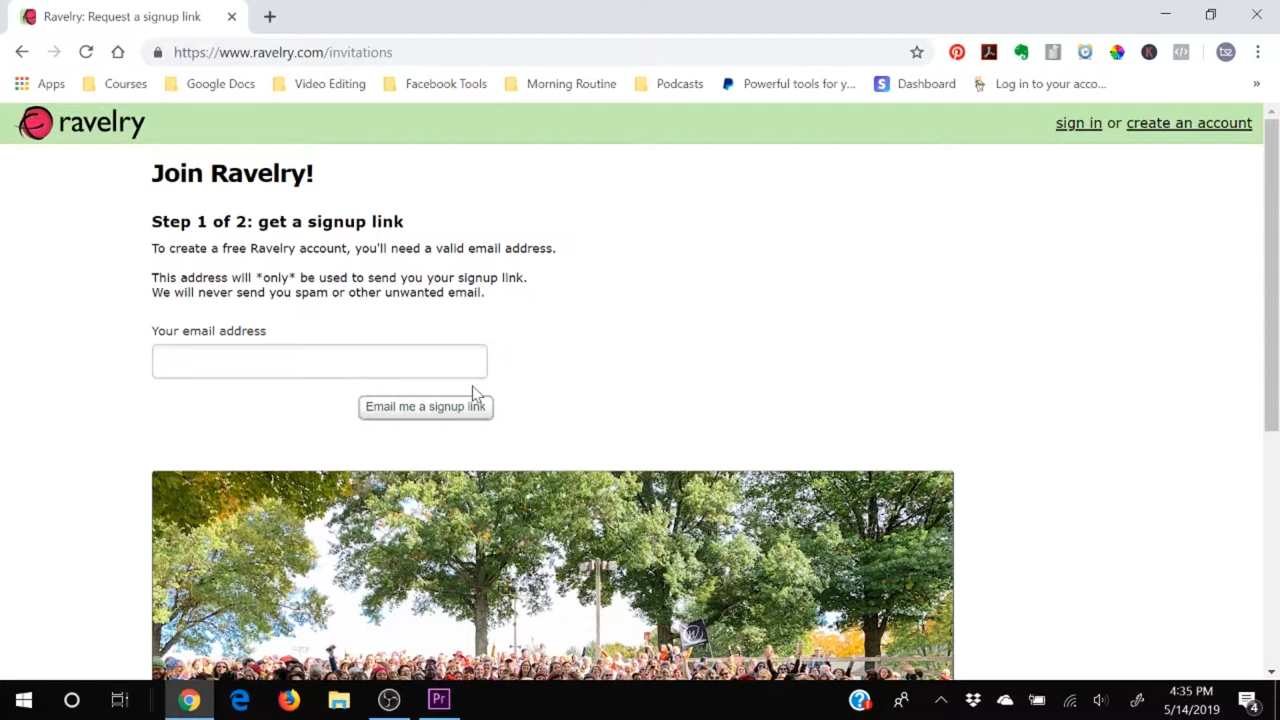 Ravelry: Request a signup link
https://www.ravelry.com/invitations
Apps Courses Google Docs Video Editing Facebook Tools Morning Routine Podcasts Powerful tools for y... Dashboard Log in to your acco... »
ravelry
sign in or create an account
Join Ravelry!
Step 1 of 2: get a signup link
To create a free Ravelry account, you'll need a valid email address.
This address will *only* be used to send you your signup link.
We will never send you spam or other unwanted email.
Your email address
Email me a signup link
Pr
4:35 PM
5/14/2019
4